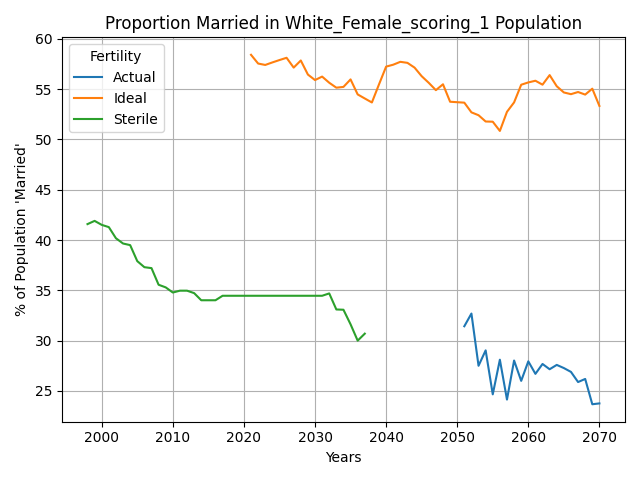 Proportion Married in White_Female_scoring_1 Population
% of Population 'Married'
60
55
50
45
40
35
30
25
Fertility
Actual
Ideal
Sterile
2000 2010 2020 2030 2040 2050 2060 2070
Years